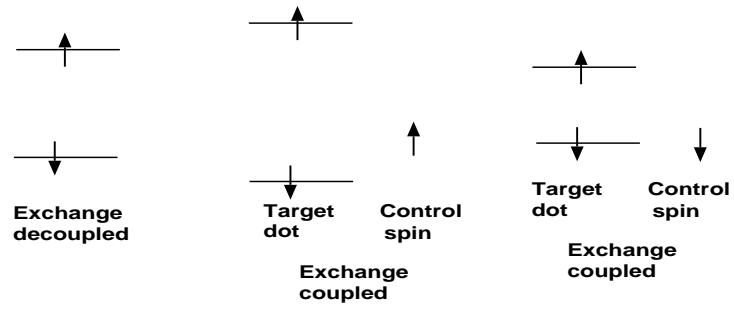 Exchange
decoupled
Target
dot
Control
spin
Exchange
coupled
Target
dot
Control
spin
Exchange
coupled